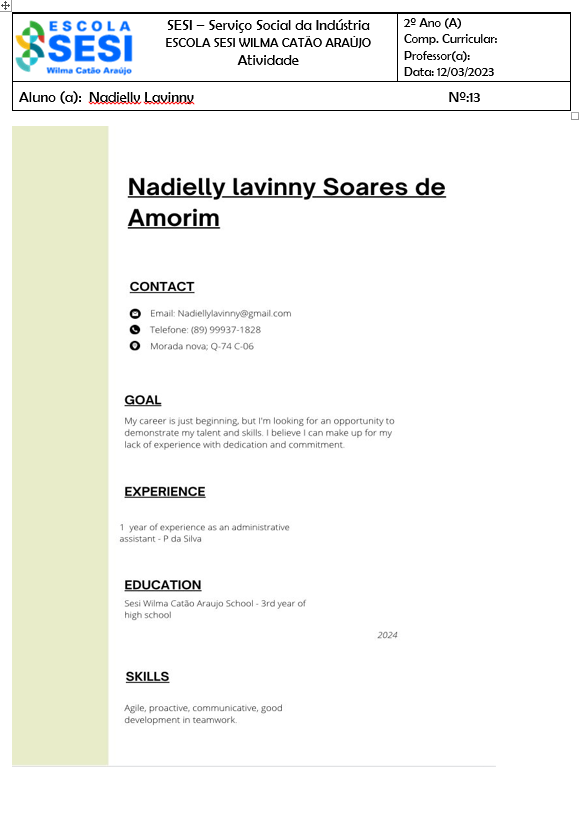 ESCOLA
SESI
Wilma Catão Araújo
SESI – Serviço Social da Indústria
ESCOLA SESI WILMA CATÃO ARAÚJO
Atividade
2º Ano (A)
Comp. Curricular:
Professor(a):
Data: 12/03/2023
Aluno (a): Nadielly Lavinny
Nº:13
Nadielly lavinny Soares de
Amorim
CONTACT
Email: Nadiellylavinny@gmail.com
Telefone: (89) 99937-1828
Morada nova; Q-74 C-06
GOAL
My career is just beginning, but I'm looking for an opportunity to
demonstrate my talent and skills. I believe I can make up for my
lack of experience with dedication and commitment.
EXPERIENCE
1 year of experience as an administrative
assistant - P da Silva
EDUCATION
Sesi Wilma Catão Araujo School - 3rd year of
high school
2024
SKILLS
Agile, proactive, communicative, good
development in teamwork.